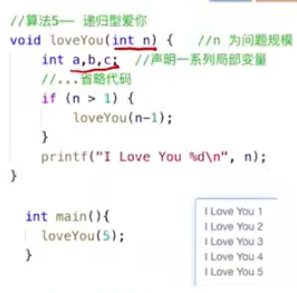 //算法5—— 递归型爱你
void loveYou(int n) {   //n 为问题规模
    int a,b,c;  //声明一系列局部变量
    //...省略代码
    if (n > 1) {
        loveYou(n-1);
    }
    printf("I Love You %d\n", n);
}
int main(){
    loveYou(5);
}
I Love You 1
I Love You 2
I Love You 3
I Love You 4
I Love You 5